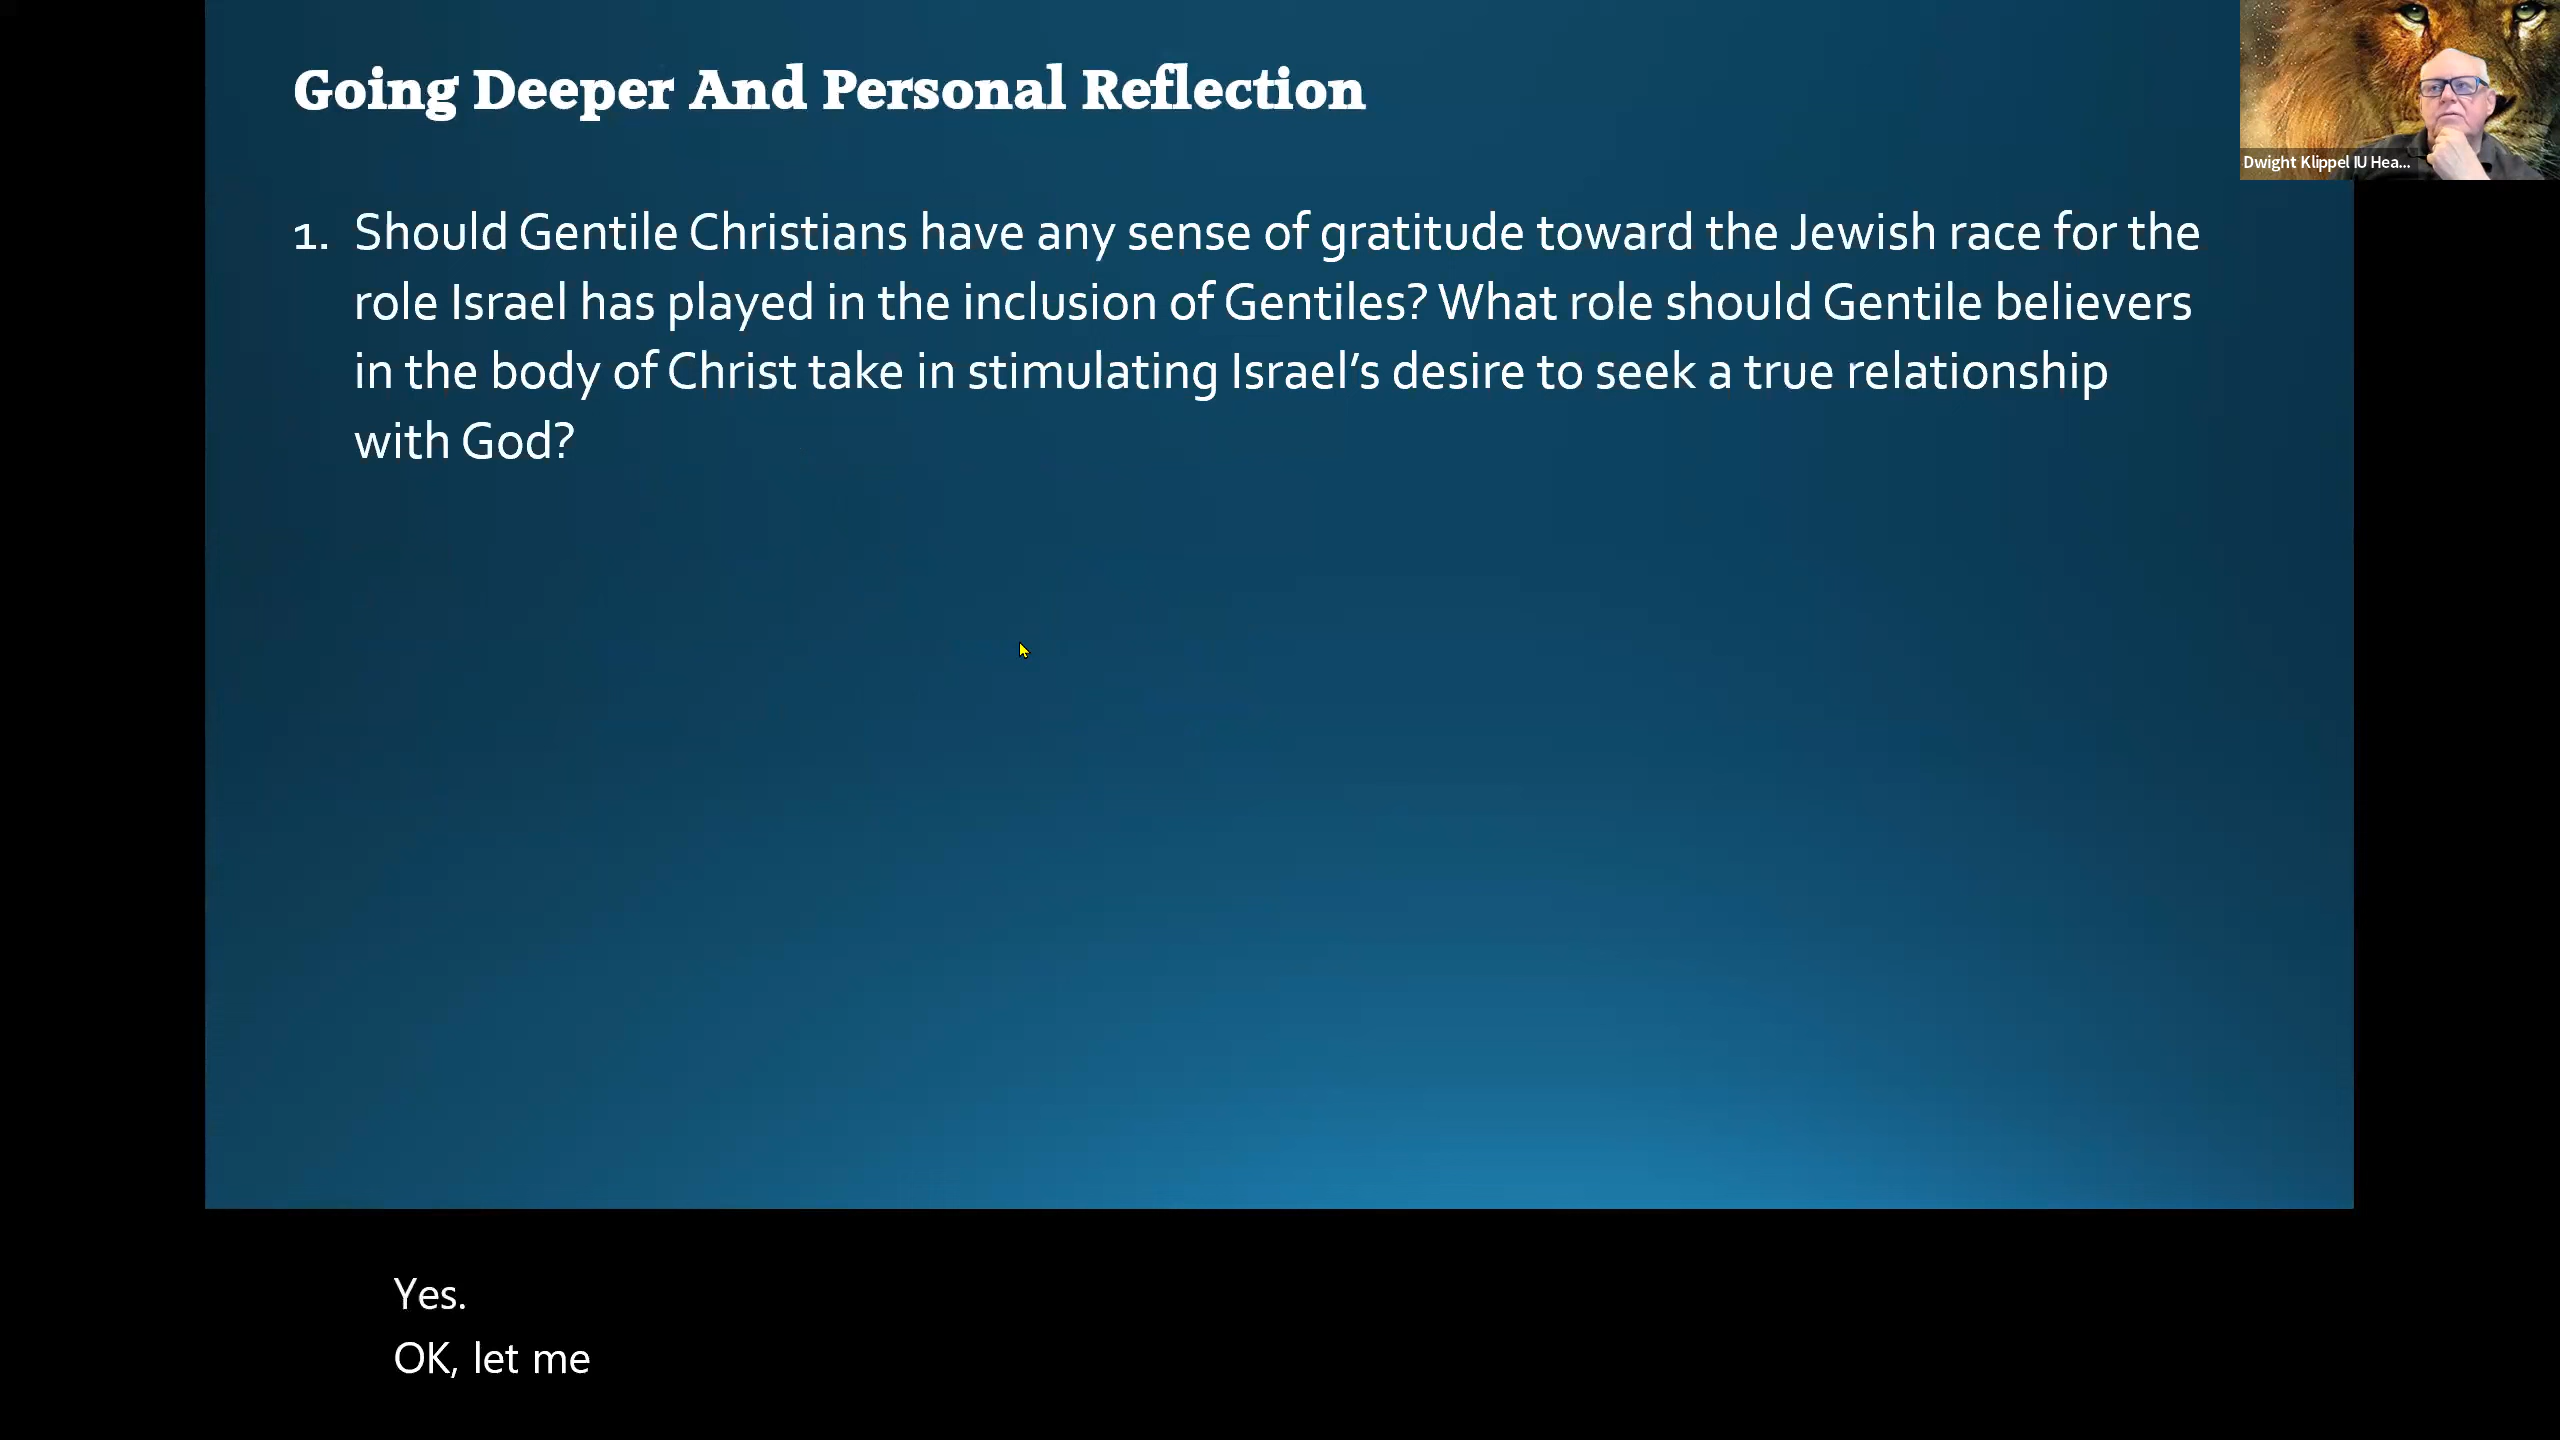 Going Deeper And Personal Reflection
1. Should Gentile Christians have any sense of gratitude toward the Jewish race for the
role Israel has played in the inclusion of Gentiles? What role should Gentile believers
in the body of Christ take in stimulating Israel’s desire to seek a true relationship
with God?
Dwight Klippel IU Hea...
Yes.
OK, let me